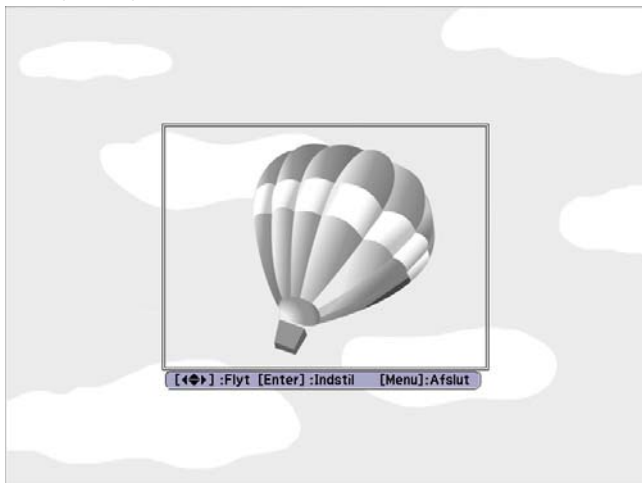 [◀◆▶] :Flyt [Enter] :Indstil [Menu]:Afslut